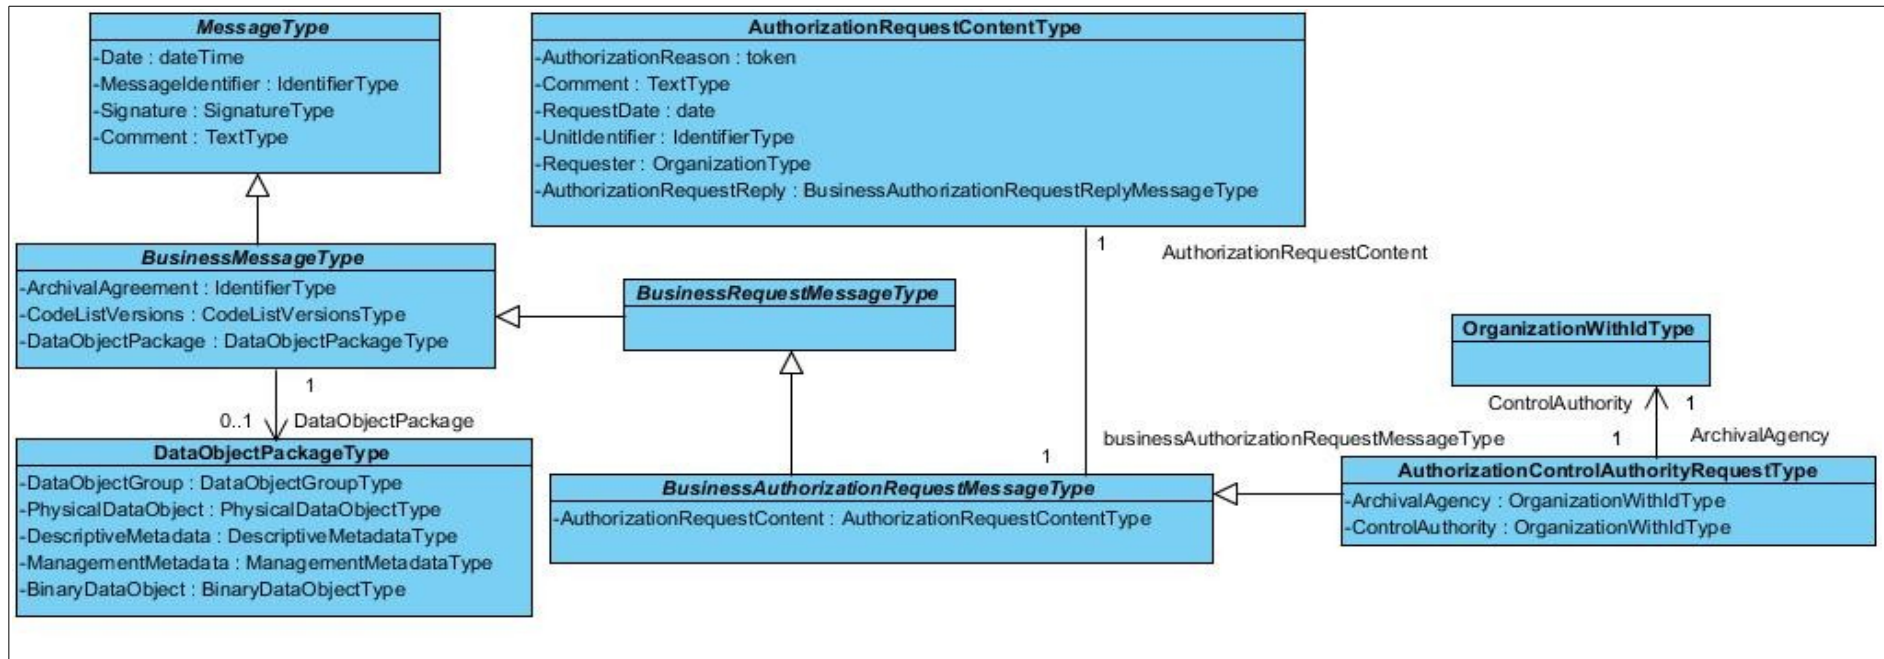 MessageType
-Date : dateTime
-MessageIdentifier : IdentifierType
-Signature : SignatureType
-Comment : TextType
AuthorizationRequestContentType
-AuthorizationReason : token
-Comment : TextType
-RequestDate : date
-UnitIdentifier : IdentifierType
-Requester : OrganizationType
-AuthorizationRequestReply : BusinessAuthorizationRequestReplyMessageType
1
AuthorizationRequestContent
BusinessMessageType
-ArchivalAgreement : IdentifierType
-CodeListVersions : CodeListVersionsType
-DataObjectPackage : DataObjectPackageType
BusinessRequestMessageType
OrganizationWithIdType
1
0..1
DataObjectPackage
ControlAuthority
1
businessAuthorizationRequestMessageType
1
1
ArchivalAgency
DataObjectPackageType
-DataObjectGroup : DataObjectGroupType
-PhysicalDataObject : PhysicalDataObjectType
-DescriptiveMetadata : DescriptiveMetadataType
-ManagementMetadata : ManagementMetadataType
-BinaryDataObject : BinaryDataObjectType
BusinessAuthorizationRequestMessageType
-AuthorizationRequestContent : AuthorizationRequestContentType
AuthorizationControlAuthorityRequestType
-ArchivalAgency : OrganizationWithIdType
-ControlAuthority : OrganizationWithIdType